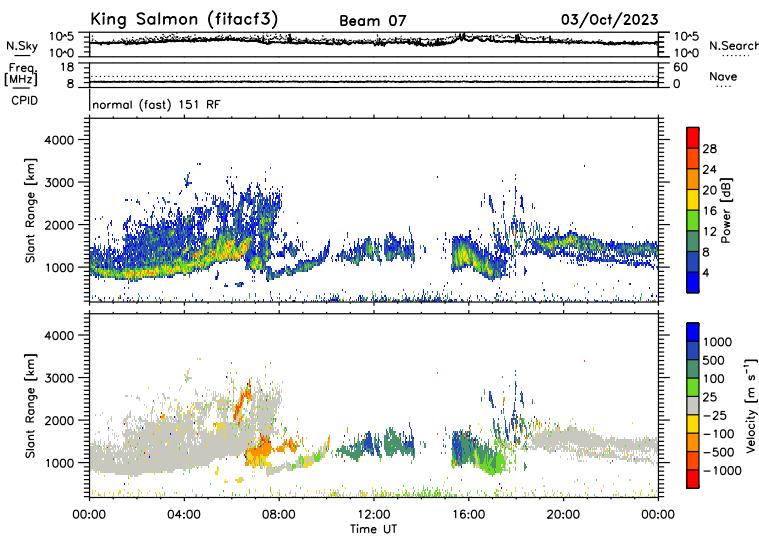 King Salmon (fitacf3) Beam 07 03/Oct/2023
N.Sky 10^5 10^0 10^5 10^0 N.Search
Freq. [MHz] 18 8 60 0 Nave
CPID normal (fast) 151 RF
Slant Range [km] 4000 3000 2000 1000
Power [dB] 28 24 20 16 12 8 4
Slant Range [km] 4000 3000 2000 1000
Velocity [m s^-1] 1000 500 100 25 -25 -100 -500 -1000
00:00 04:00 08:00 12:00 16:00 20:00 00:00
Time UT